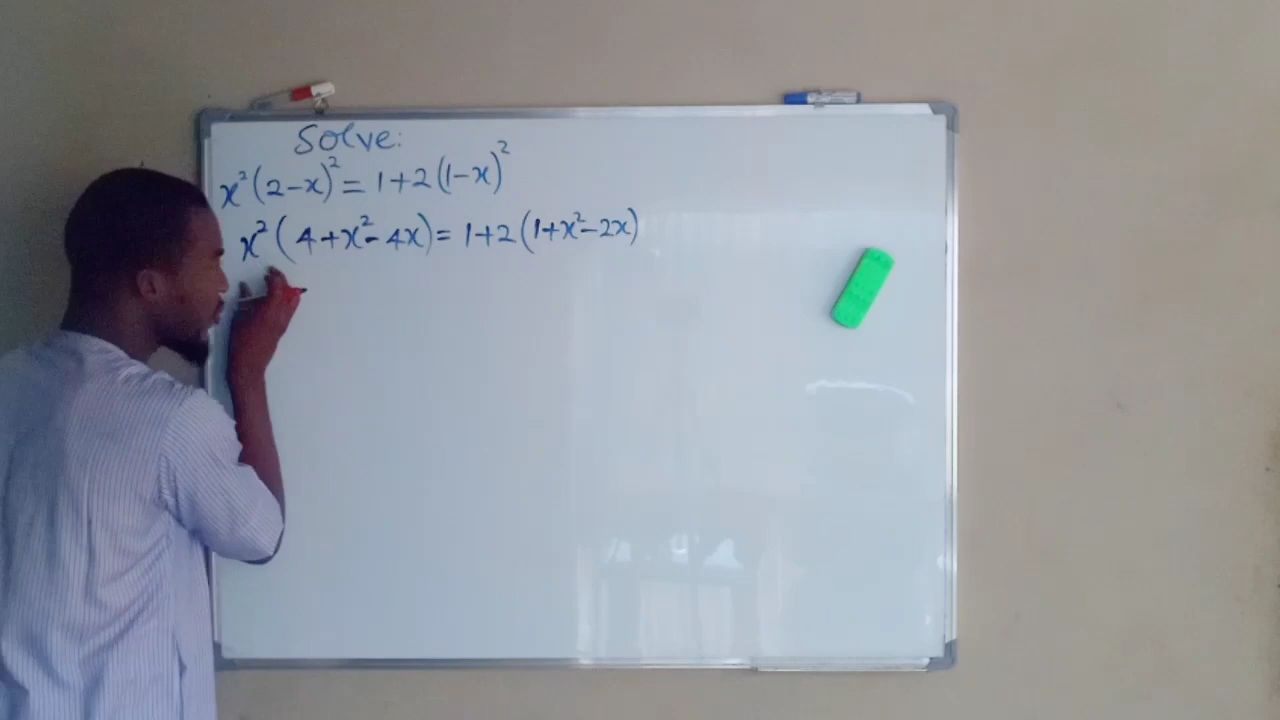 Solve:
x²(2-x)² = 1+2(1-x)²
x²(4+x²-4x) = 1+2(1+x²-2x)